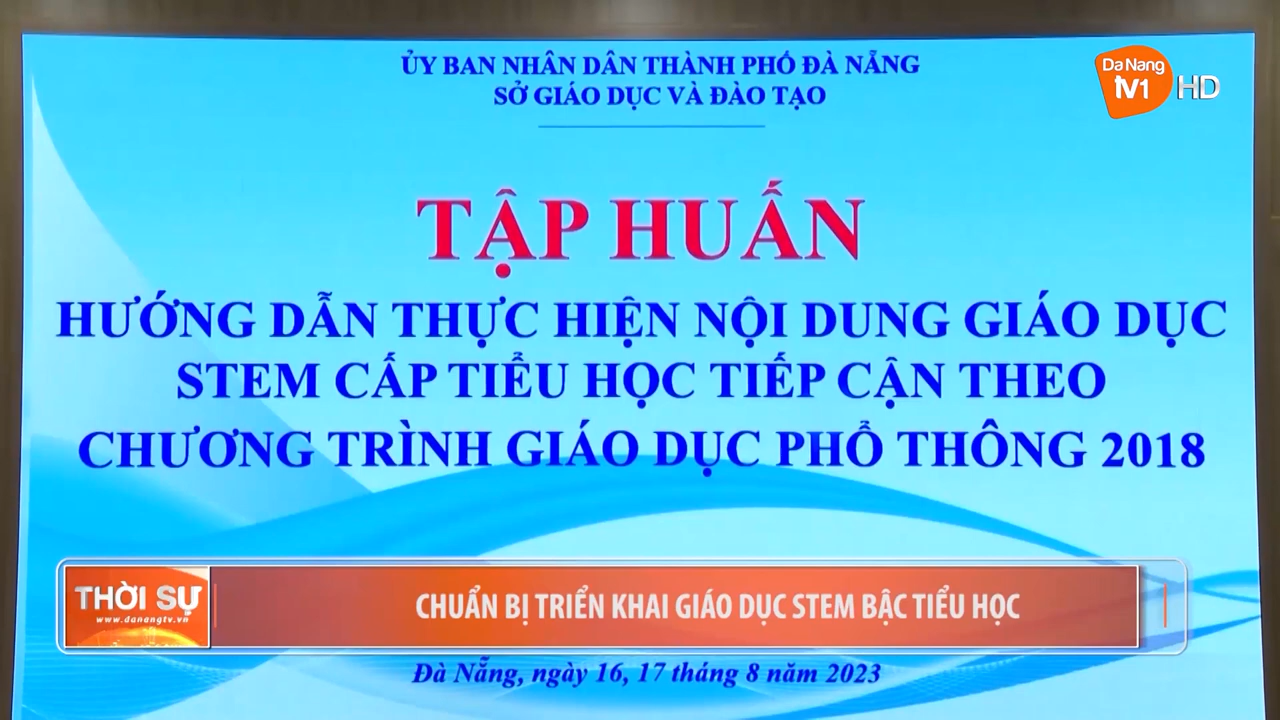 ỦY BAN NHÂN DÂN THÀNH PHỐ ĐÀ NẴNG
SỞ GIÁO DỤC VÀ ĐÀO TẠO
Da Nang
TV1 HD
TẬP HUẤN
HƯỚNG DẪN THỰC HIỆN NỘI DUNG GIÁO DỤC
STEM CẤP TIỂU HỌC TIẾP CẬN THEO
CHƯƠNG TRÌNH GIÁO DỤC PHỔ THÔNG 2018
THỜI SỰ
www.danangtv.vn
CHUẨN BỊ TRIỂN KHAI GIÁO DỤC STEM BẬC TIỂU HỌC
Đà Nẵng, ngày 16, 17 tháng 8 năm 2023